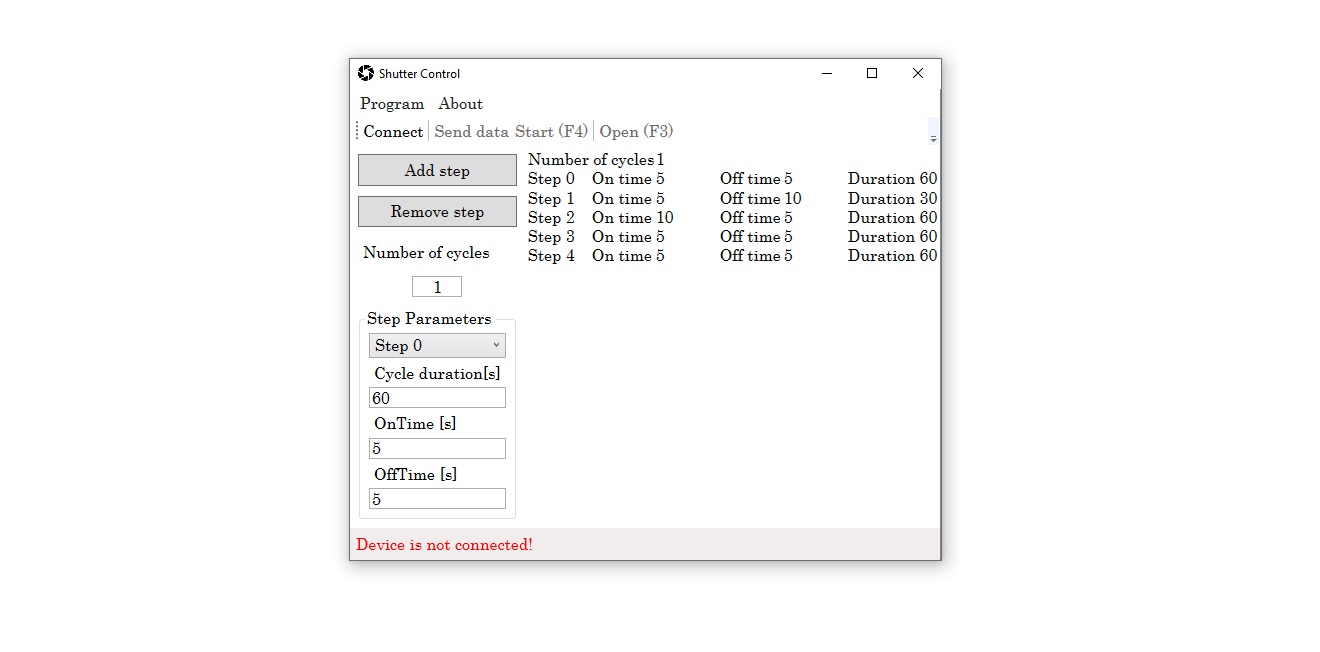 Shutter Control
Program About
Connect Send data Start (F4) Open (F3)
Add step
Remove step
Number of cycles
1
Step Parameters
Step 0
Cycle duration[s]
60
OnTime [s]
5
OffTime [s]
5
Number of cycles 1
Step 0 On time 5 Off time 5 Duration 60
Step 1 On time 5 Off time 10 Duration 30
Step 2 On time 10 Off time 5 Duration 60
Step 3 On time 5 Off time 5 Duration 60
Step 4 On time 5 Off time 5 Duration 60
Device is not connected!